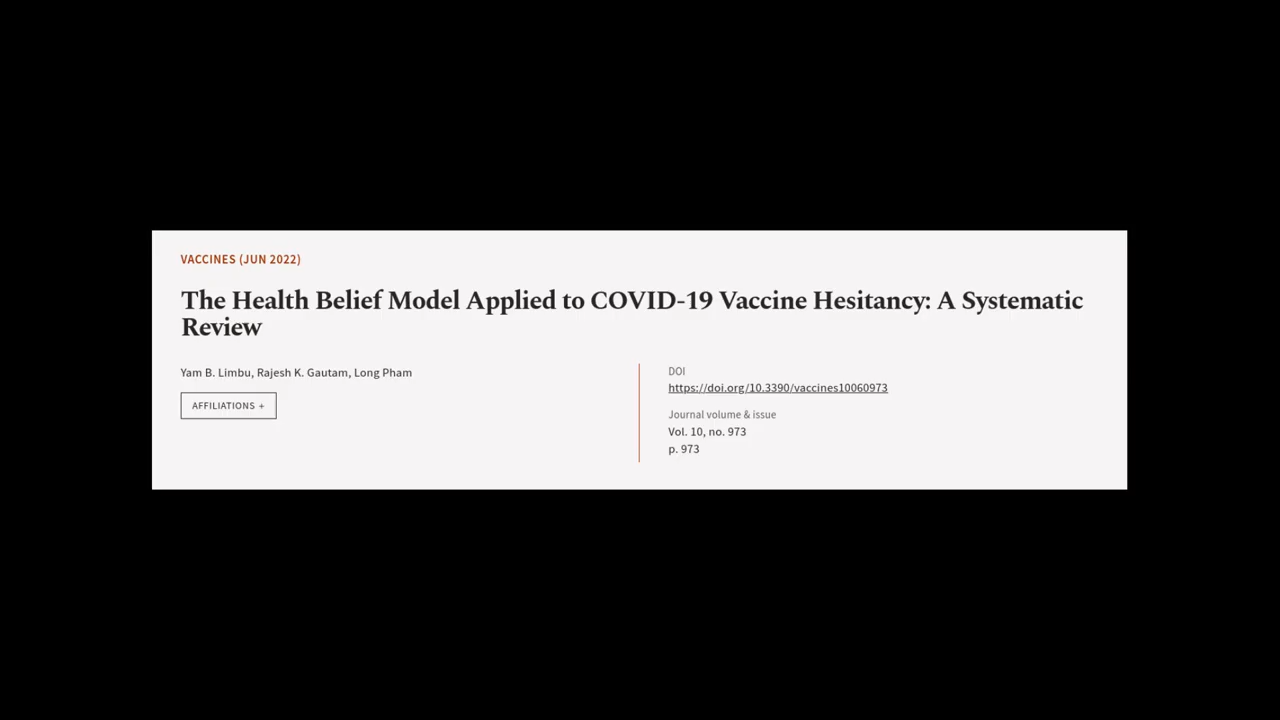 VACCINES (JUN 2022)
The Health Belief Model Applied to COVID-19 Vaccine Hesitancy: A Systematic
Review
Yam B. Limbu, Rajesh K. Gautam, Long Pham
AFFILIATIONS +
DOI
https://doi.org/10.3390/vaccines10060973
Journal volume & issue
Vol. 10, no. 973
p. 973